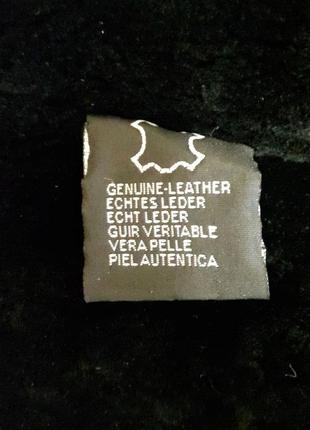 GENUINE-LEATHER
ECHTES LEDER
ECHT LEDER
GUIR VERITABLE
VERA PELLE
PIEL AUTENTICA